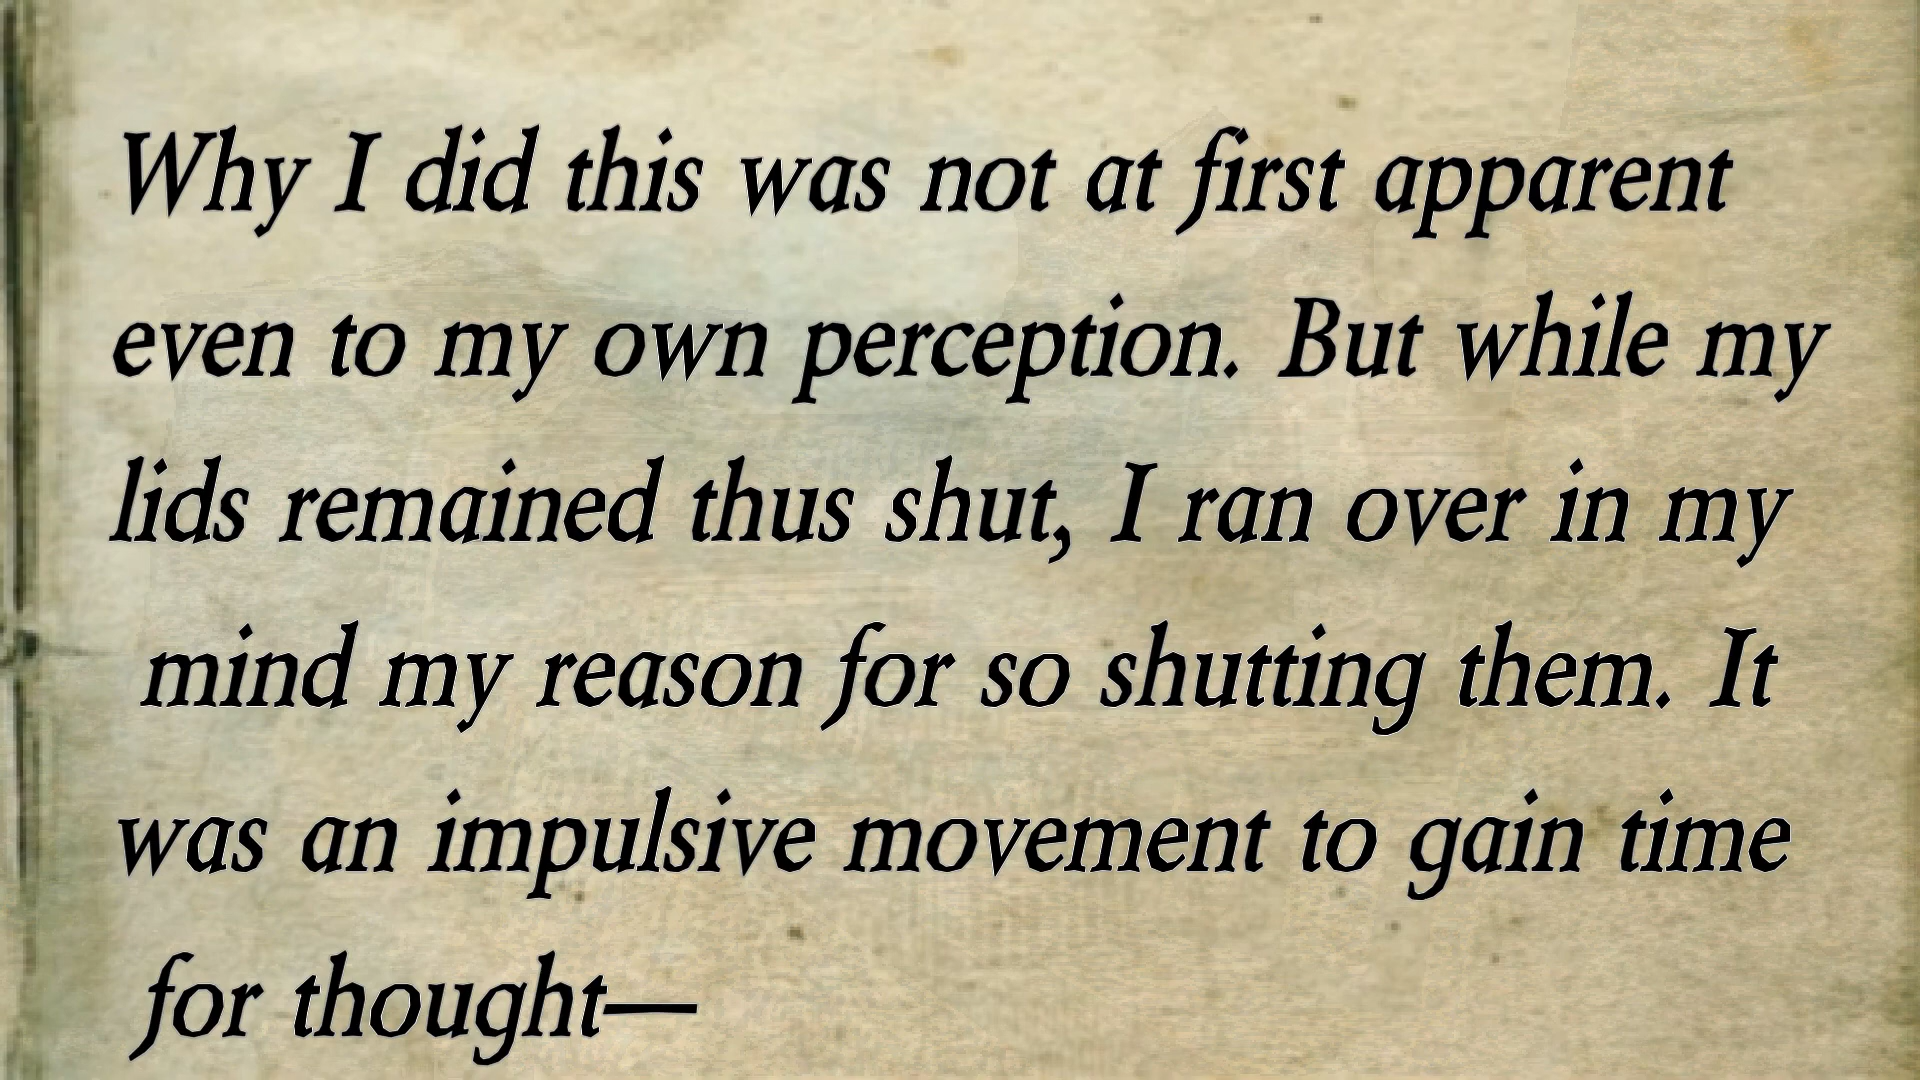 Why I did this was not at first apparent
even to my own perception. But while my
lids remained thus shut, I ran over in my
mind my reason for so shutting them. It
was an impulsive movement to gain time
for thought—